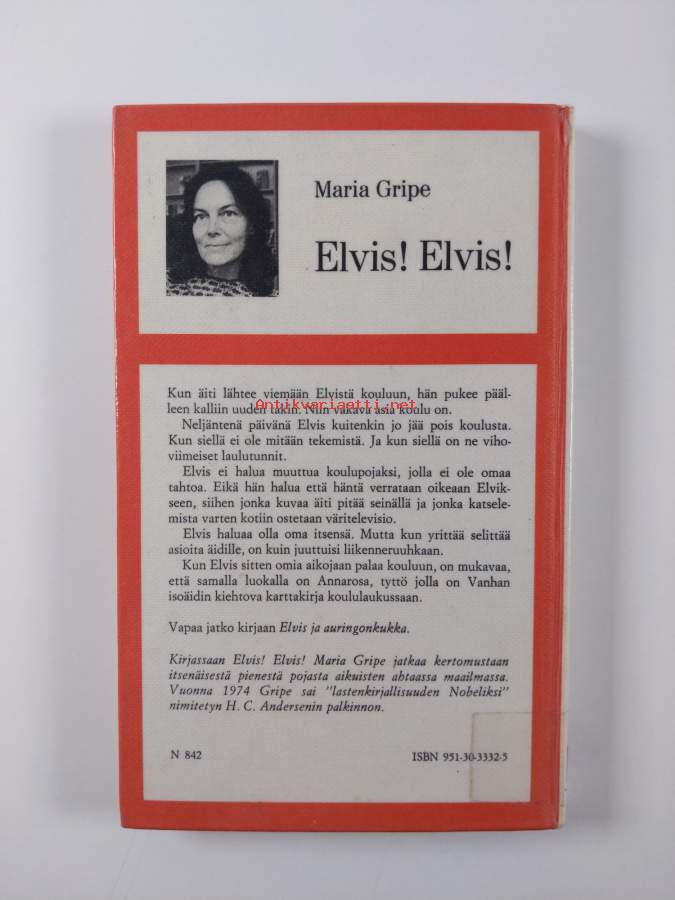 Maria Gripe
Elvis! Elvis!
Kun äiti lähtee viemään Elvistä kouluun, hän pukee pääl-
leen kalliin uuden takin. Niin vakava asia koulu on.
Antikvariaatti.net
Neljäntenä päivänä Elvis kuitenkin jo jää pois koulusta.
Kun siellä ei ole mitään tekemistä. Ja kun siellä on ne viho-
viimeiset laulutunnit.
Elvis ei halua muuttua koulupojaksi, jolla ei ole omaa
tahtoa. Eikä hän halua että häntä verrataan oikeaan Elvik-
seen, siihen jonka kuvaa äiti pitää seinällä ja jonka katsele-
mista varten kotiin ostetaan väritelevisio.
Elvis haluaa olla oma itsensä. Mutta kun yrittää selittää
asioita äidille, on kuin juuttuisi liikenneruuhkaan.
Kun Elvis sitten omia aikojaan palaa kouluun, on mukavaa,
että samalla luokalla on Annarosa, tyttö jolla on Vanhan
isoäidin kiehtova karttakirja koululaukussaan.
Vapaa jatko kirjaan Elvis ja auringonkukka.
Kirjassaan Elvis! Elvis! Maria Gripe jatkaa kertomustaan
itsenäisestä pienestä pojasta aikuisten ahtaassa maailmassa.
Vuonna 1974 Gripe sai "lastenkirjallisuuden Nobeliksi"
nimitetyn H. C. Andersenin palkinnon.
N 842
ISBN 951-30-3332-5